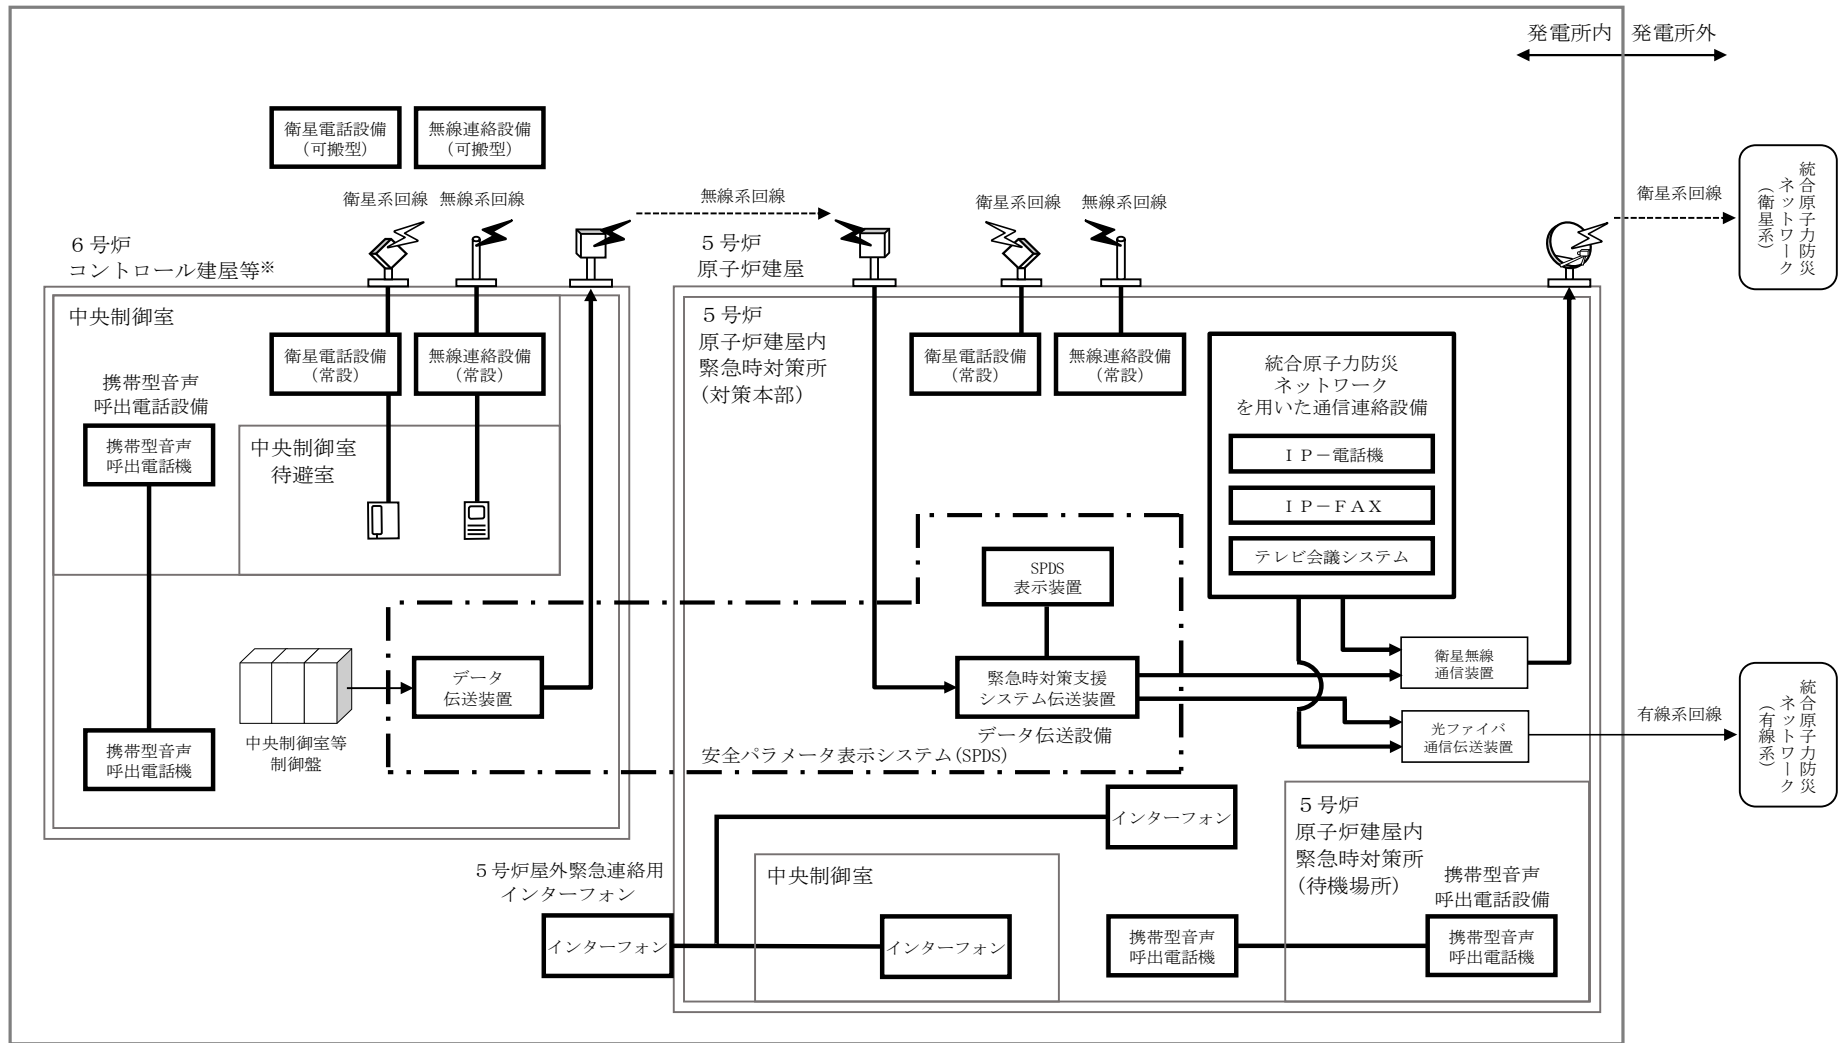 発電所内
発電所外
衛星電話設備
(可搬型)
無線連絡設備
(可搬型)
衛星系回線
無線系回線
無線系回線
衛星系回線
無線系回線
衛星系回線
統合原子力防災
ネットワーク
(衛星系)
6号炉
コントロール建屋等※
5号炉
原子炉建屋
中央制御室
衛星電話設備
(常設)
無線連絡設備
(常設)
携帯型音声
呼出電話設備
携帯型音声
呼出電話機
中央制御室
待避室
5号炉
原子炉建屋内
緊急時対策所
(対策本部)
衛星電話設備
(常設)
無線連絡設備
(常設)
統合原子力防災
ネットワーク
を用いた通信連絡設備
IP-電話機
IP-FAX
テレビ会議システム
SPDS
表示装置
データ
伝送装置
緊急時対策支援
システム伝送装置
データ伝送設備
衛星無線
通信装置
光ファイバ
通信伝送装置
有線系回線
統合原子力防災
ネットワーク
(有線系)
中央制御室等
制御盤
携帯型音声
呼出電話機
安全パラメータ表示システム(SPDS)
インターフォン
5号炉
原子炉建屋内
緊急時対策所
(待機場所)
5号炉屋外緊急連絡用
インターフォン
インターフォン
中央制御室
インターフォン
携帯型音声
呼出電話設備
携帯型音声
呼出電話機
携帯型音声
呼出電話機